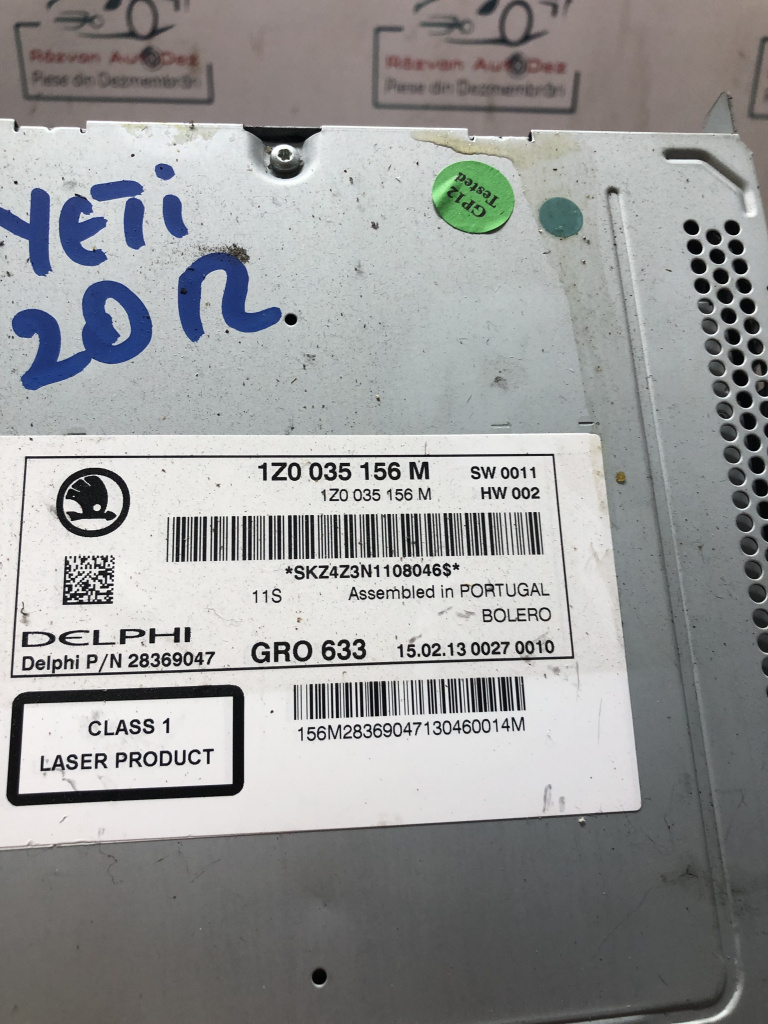 Răzvan AutoDez
Piese din Dezmembrări
Răzvan AutoDez
Piese din Dezmembrări
GP12
Tested
YETi
2012
1Z0 035 156 M SW 0011
1Z0 035 156 M HW 002
*SKZ4Z3N1108046$*
11S Assembled in PORTUGAL
BOLERO
DELPHI
Delphi P/N 28369047 GRO 633 15.02.13 0027 0010
CLASS 1
LASER PRODUCT
156M28369047130460014M